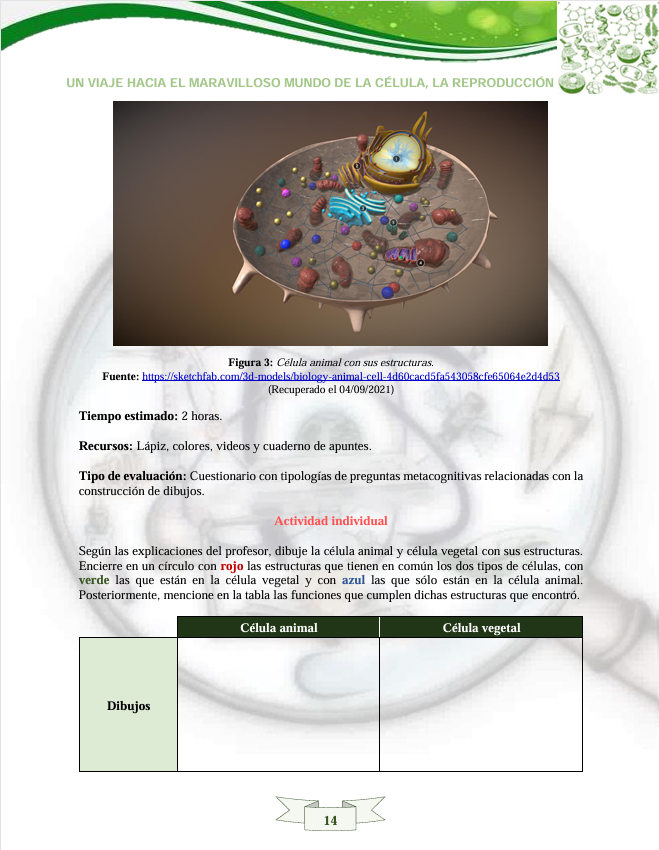 UN VIAJE HACIA EL MARAVILLOSO MUNDO DE LA CÉLULA, LA REPRODUCCIÓN
Figura 3: Célula animal con sus estructuras.
Fuente: https://sketchfab.com/3d-models/biology-animal-cell-4d60cacd5fa543058cfe65064e2d4d53
(Recuperado el 04/09/2021)
Tiempo estimado: 2 horas.
Recursos: Lápiz, colores, videos y cuaderno de apuntes.
Tipo de evaluación: Cuestionario con tipologías de preguntas metacognitivas relacionadas con la
construcción de dibujos.
Actividad individual
Según las explicaciones del profesor, dibuje la célula animal y célula vegetal con sus estructuras.
Encierre en un círculo con rojo las estructuras que tienen en común los dos tipos de células, con
verde las que están en la célula vegetal y con azul las que sólo están en la célula animal.
Posteriormente, mencione en la tabla las funciones que cumplen dichas estructuras que encontró.
Célula animal Célula vegetal
Dibujos
14